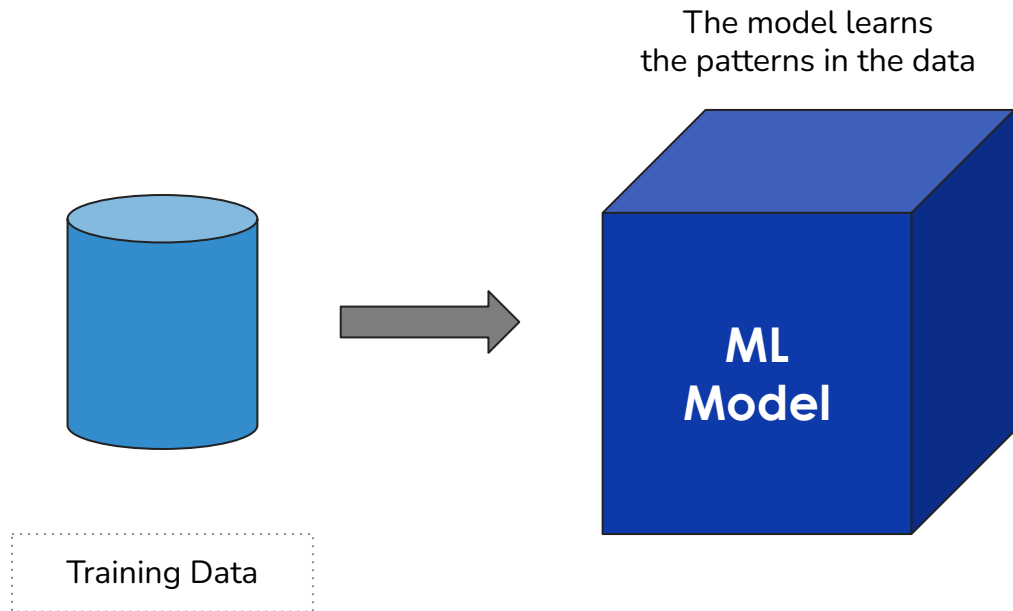 The model learns
the patterns in the data
ML
Model
Training Data